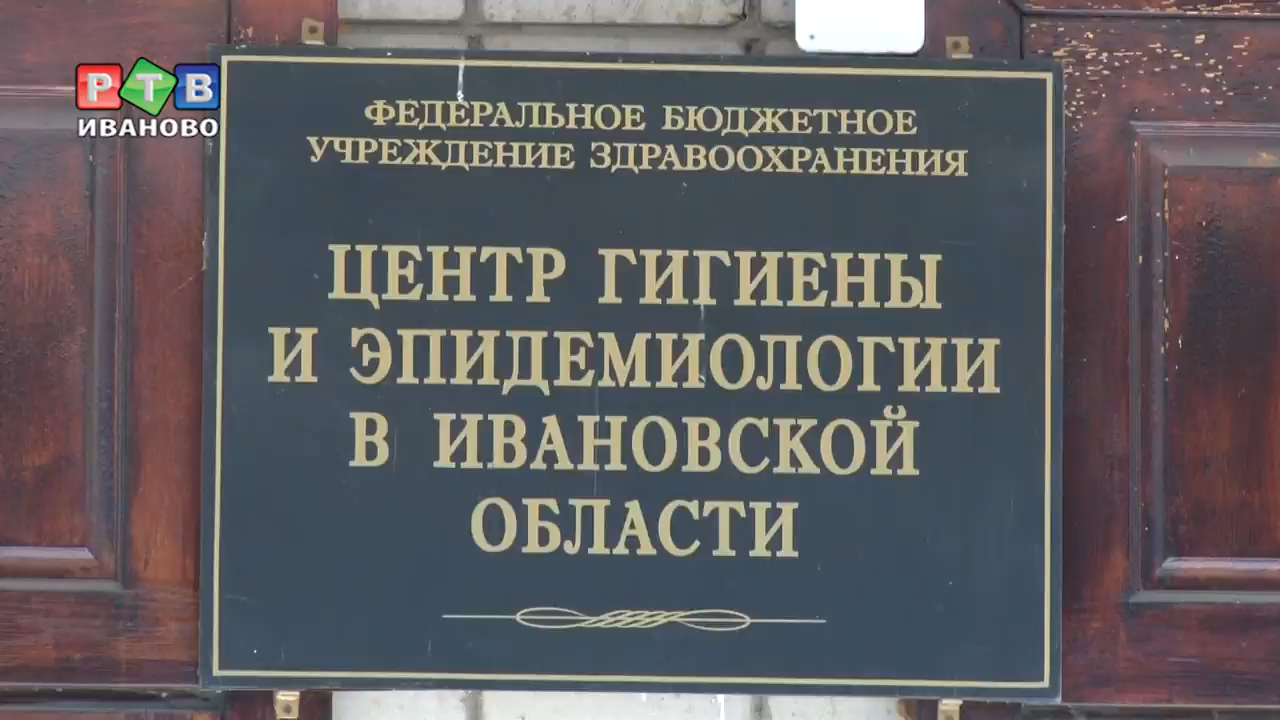 РТВ
ИВАНОВО
ФЕДЕРАЛЬНОЕ БЮДЖЕТНОЕ
УЧРЕЖДЕНИЕ ЗДРАВООХРАНЕНИЯ
ЦЕНТР ГИГИЕНЫ
И ЭПИДЕМИОЛОГИИ
В ИВАНОВСКОЙ
ОБЛАСТИ